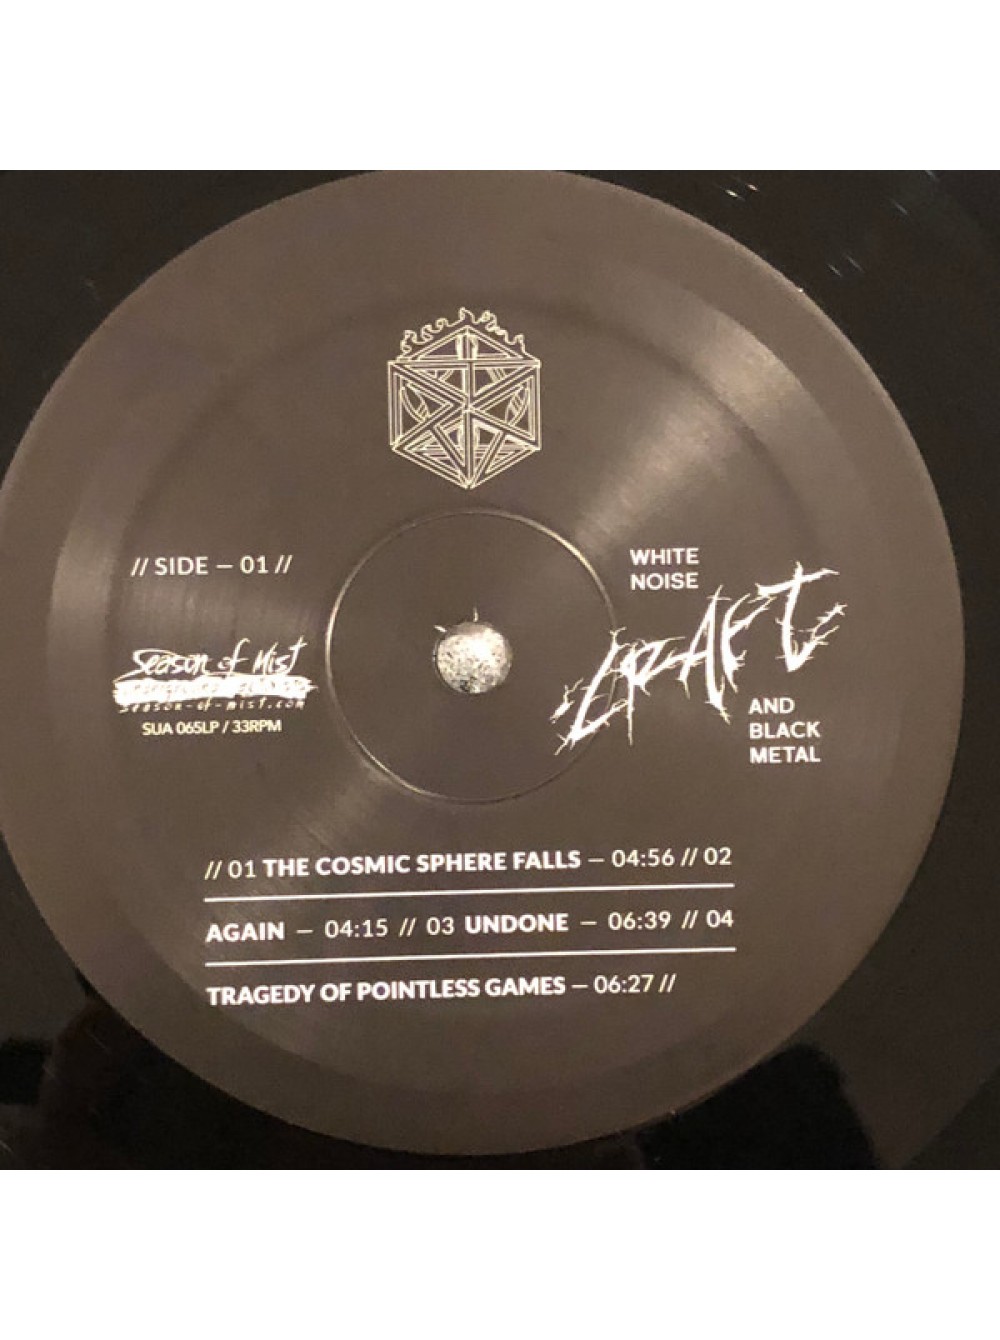 // SIDE – 01 //
Season of Mist
season-of-mist.com
SUA 065LP / 33RPM
WHITE
NOISE
CRAFT
AND
BLACK
METAL
// 01 THE COSMIC SPHERE FALLS – 04:56 // 02
AGAIN – 04:15 // 03 UNDONE – 06:39 // 04
TRAGEDY OF POINTLESS GAMES – 06:27 //